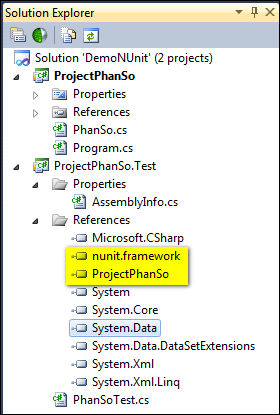 Solution Explorer
Solution 'DemoNUnit' (2 projects)
ProjectPhanSo
Properties
References
PhanSo.cs
Program.cs
ProjectPhanSo.Test
Properties
AssemblyInfo.cs
References
Microsoft.CSharp
nunit.framework
ProjectPhanSo
System
System.Core
System.Data
System.Data.DataSetExtensions
System.Xml
System.Xml.Linq
PhanSoTest.cs